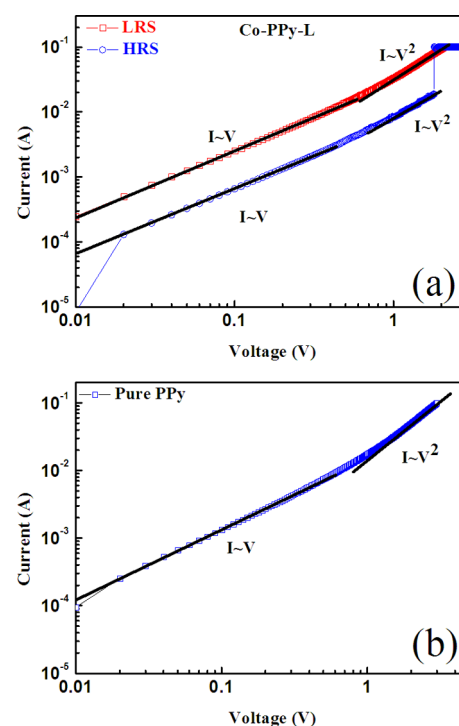 LRS
HRS
Co-PPy-L
I~V²
I~V
I~V²
I~V
10⁻¹
10⁻²
10⁻³
10⁻⁴
10⁻⁵
Current (A)
0.01 0.1 1
Voltage (V)
(a)
Pure PPy
I~V²
I~V
10⁻¹
10⁻²
10⁻³
10⁻⁴
10⁻⁵
Current (A)
0.01 0.1 1
Voltage (V)
(b)